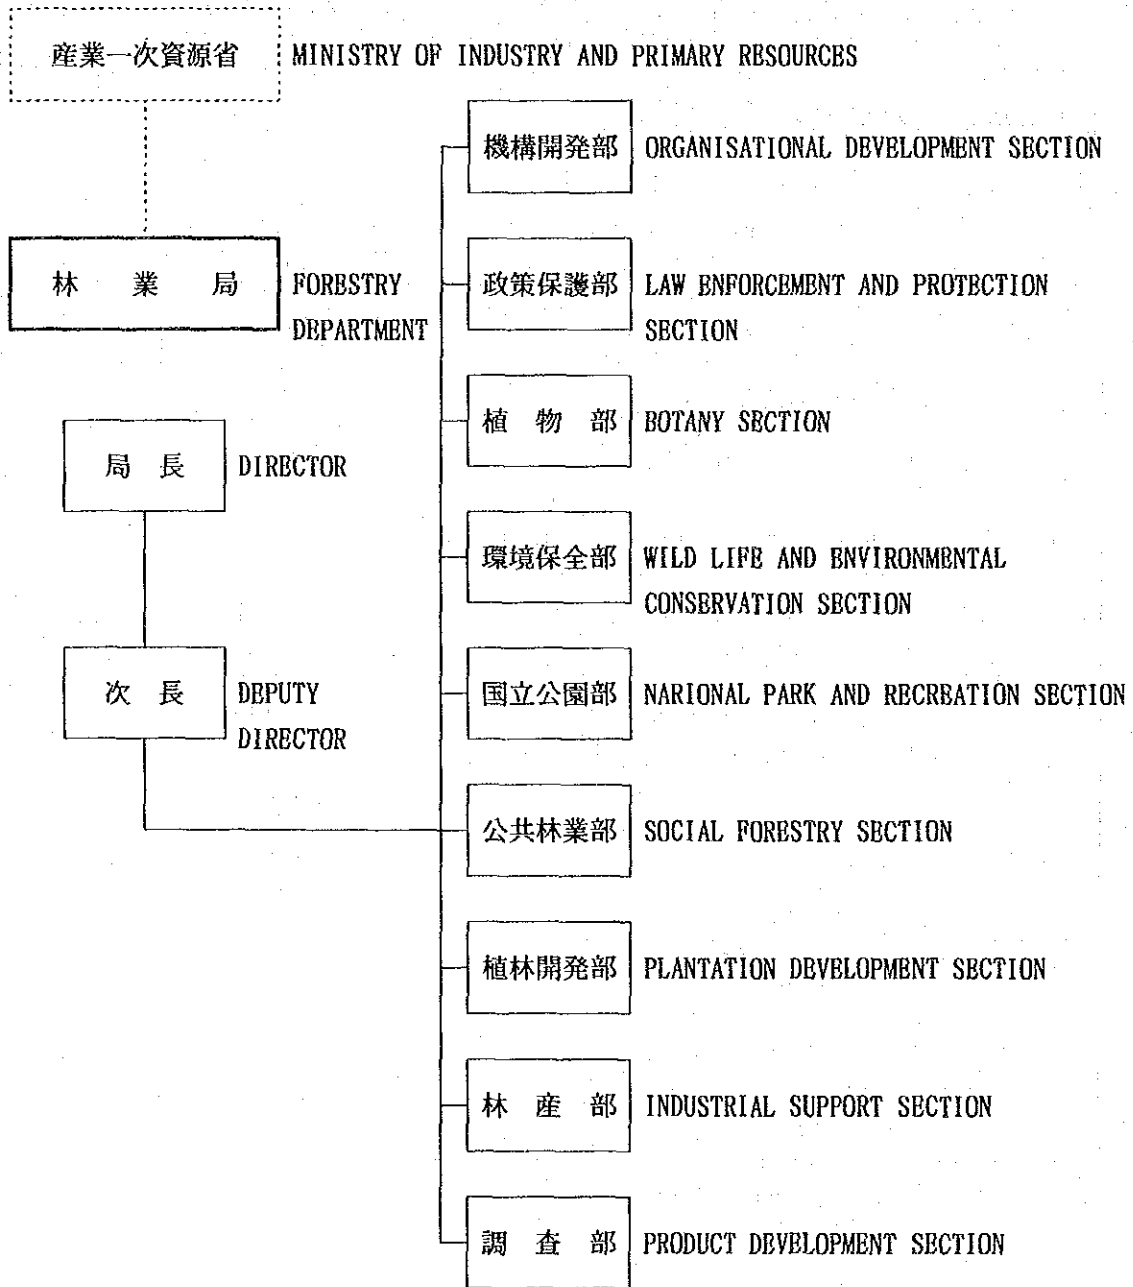 産業一次資源省 MINISTRY OF INDUSTRY AND PRIMARY RESOURCES
機構開発部 ORGANISATIONAL DEVELOPMENT SECTION
林 業 局 FORESTRY
DEPARTMENT
政策保護部 LAW ENFORCEMENT AND PROTECTION
SECTION
植 物 部 BOTANY SECTION
局 長 DIRECTOR
環境保全部 WILD LIFE AND ENVIRONMENTAL
CONSERVATION SECTION
次 長 DEPUTY
DIRECTOR
国立公園部 NARIONAL PARK AND RECREATION SECTION
公共林業部 SOCIAL FORESTRY SECTION
植林開発部 PLANTATION DEVELOPMENT SECTION
林 産 部 INDUSTRIAL SUPPORT SECTION
調 査 部 PRODUCT DEVELOPMENT SECTION